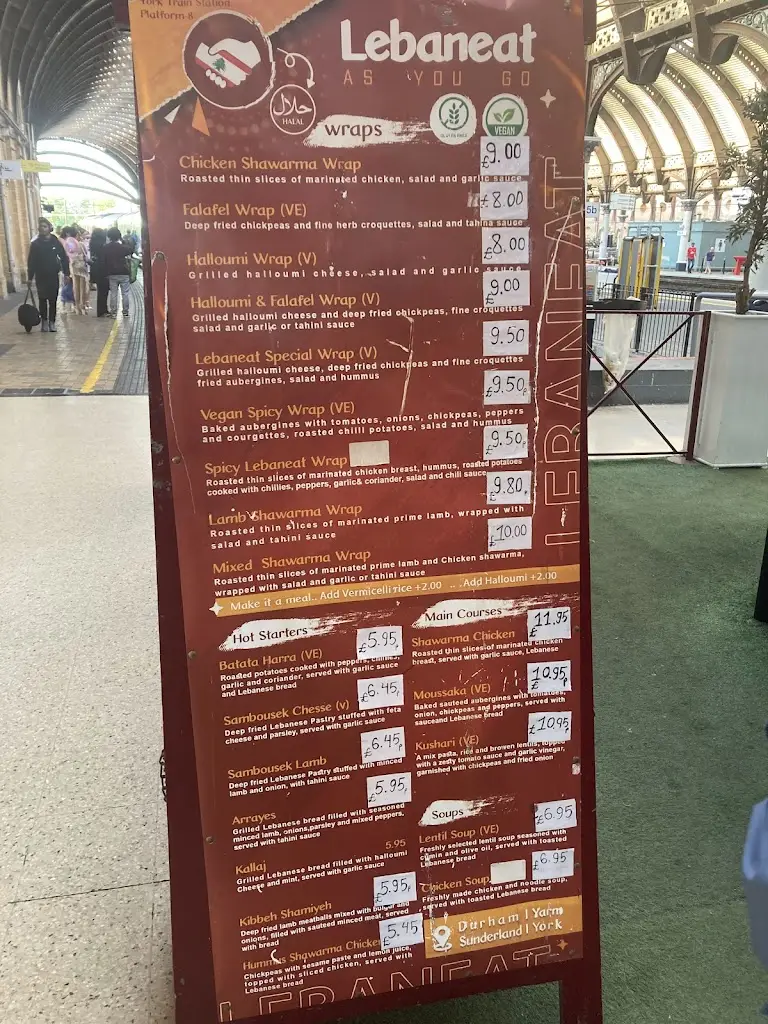 York Train Station
Platform 8
Lebaneat
AS YOU GO
حلال
HALAL
VEGAN
wraps
Chicken Shawarma Wrap £9.00
Roasted thin slices of marinated chicken, salad and garlic sauce
Falafel Wrap (VE) £8.00
Deep fried chickpeas and fine herb croquettes, salad and tahina sauce
Halloumi Wrap (V) £8.00
Grilled halloumi cheese, salad and garlic sauce
Halloumi & Falafel Wrap (V) £9.00
Grilled halloumi cheese and deep fried chickpeas, fine croquettes
salad and garlic or tahini sauce
Lebaneat Special Wrap (V) 9.50
Grilled halloumi cheese, deep fried chickpeas and fine croquettes
fried aubergines, salad and hummus
Vegan Spicy Wrap (VE) £9.50
Baked aubergines with tomatoes, onions, chickpeas, peppers
and courgettes, roasted chilli potatoes, salad and hummus
Spicy Lebaneat Wrap £9.50
Roasted thin slices of marinated chicken breast, hummus, roasted potatoes
cooked with chillies, peppers, garlic& coriander, salad and chili sauce
Lamb Shawarma Wrap £9.80
Roasted thin slices of marinated prime lamb, wrapped with
salad and tahini sauce
Mixed Shawarma Wrap £10.00
Roasted thin slices of marinated prime lamb and Chicken shawarma,
wrapped with salad and garlic or tahini sauce
Make it a meal.. Add Vermicelli rice +2.00 .... Add Halloumi +2.00
Hot Starters
Batata Harra (VE) £5.95
Roasted potatoes cooked with peppers, chillies,
garlic and coriander, served with garlic sauce
and Lebanese bread
Sambousek Chesse (v) £6.45
Deep fried Lebanese Pastry stuffed with feta
cheese and parsley, served with garlic sauce
Sambousek Lamb £6.45
Deep fried Lebanese Pastry stuffed with minced
lamb and onion, with tahini sauce
Arrayes £5.95
Grilled Lebanese bread filled with seasoned
minced lamb, onions,parsley and mixed peppers,
served with tahini sauce
Kallaj 5.95
Grilled Lebanese bread filled with halloumi
Cheese and mint, served with garlic sauce
Kibbeh Shamiyeh £5.95
Deep fried lamb meatballs mixed with bulgur and
onions, filled with sauteed minced meat, served
with bread
Hummus Shawarma Chicken £5.45
Chickpeas with sesame paste and lemon juice,
topped with sliced chicken, served with
Lebanese bread
Main Courses
Shawarma Chicken £11.95
Roasted thin slices of marinated chicken
breast, served with garlic sauce, Lebanese
Moussaka (VE) £10.95
Baked sauteed aubergines with tomatoes,
onion, chickpeas and peppers, served with
sauceand Lebanese bread
Kushari (VE) £10.95
A mix pasta, rice and browen lentils, topped
with a zesty tomato sauce and garlic vinegar,
garnished with chickpeas and fried onion
Soups
Lentil Soup (VE) £6.95
Freshly selected lentil soup seasoned with
cumin and olive oil, served with toasted
Lebanese bread
Chicken Soup £6.95
Freshly made chicken and noodle soup,
served with toasted Lebanese bread
Durham | Yarm
Sunderland | York
LEBANEAT
LEBANEAT
5b